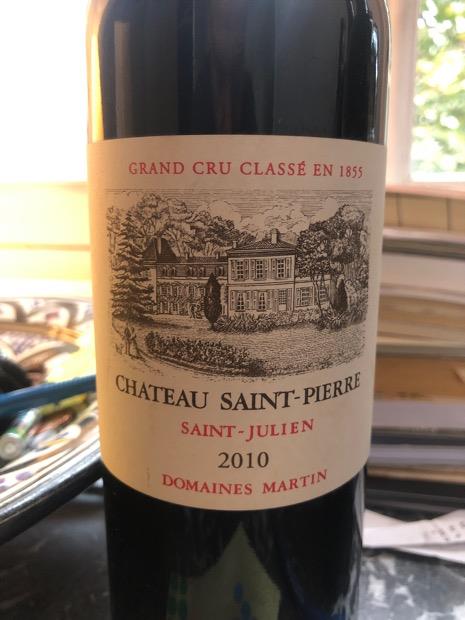 GRAND CRU CLASSÉ EN 1855
CHATEAU SAINT-PIERRE
SAINT-JULIEN
2010
DOMAINES MARTIN